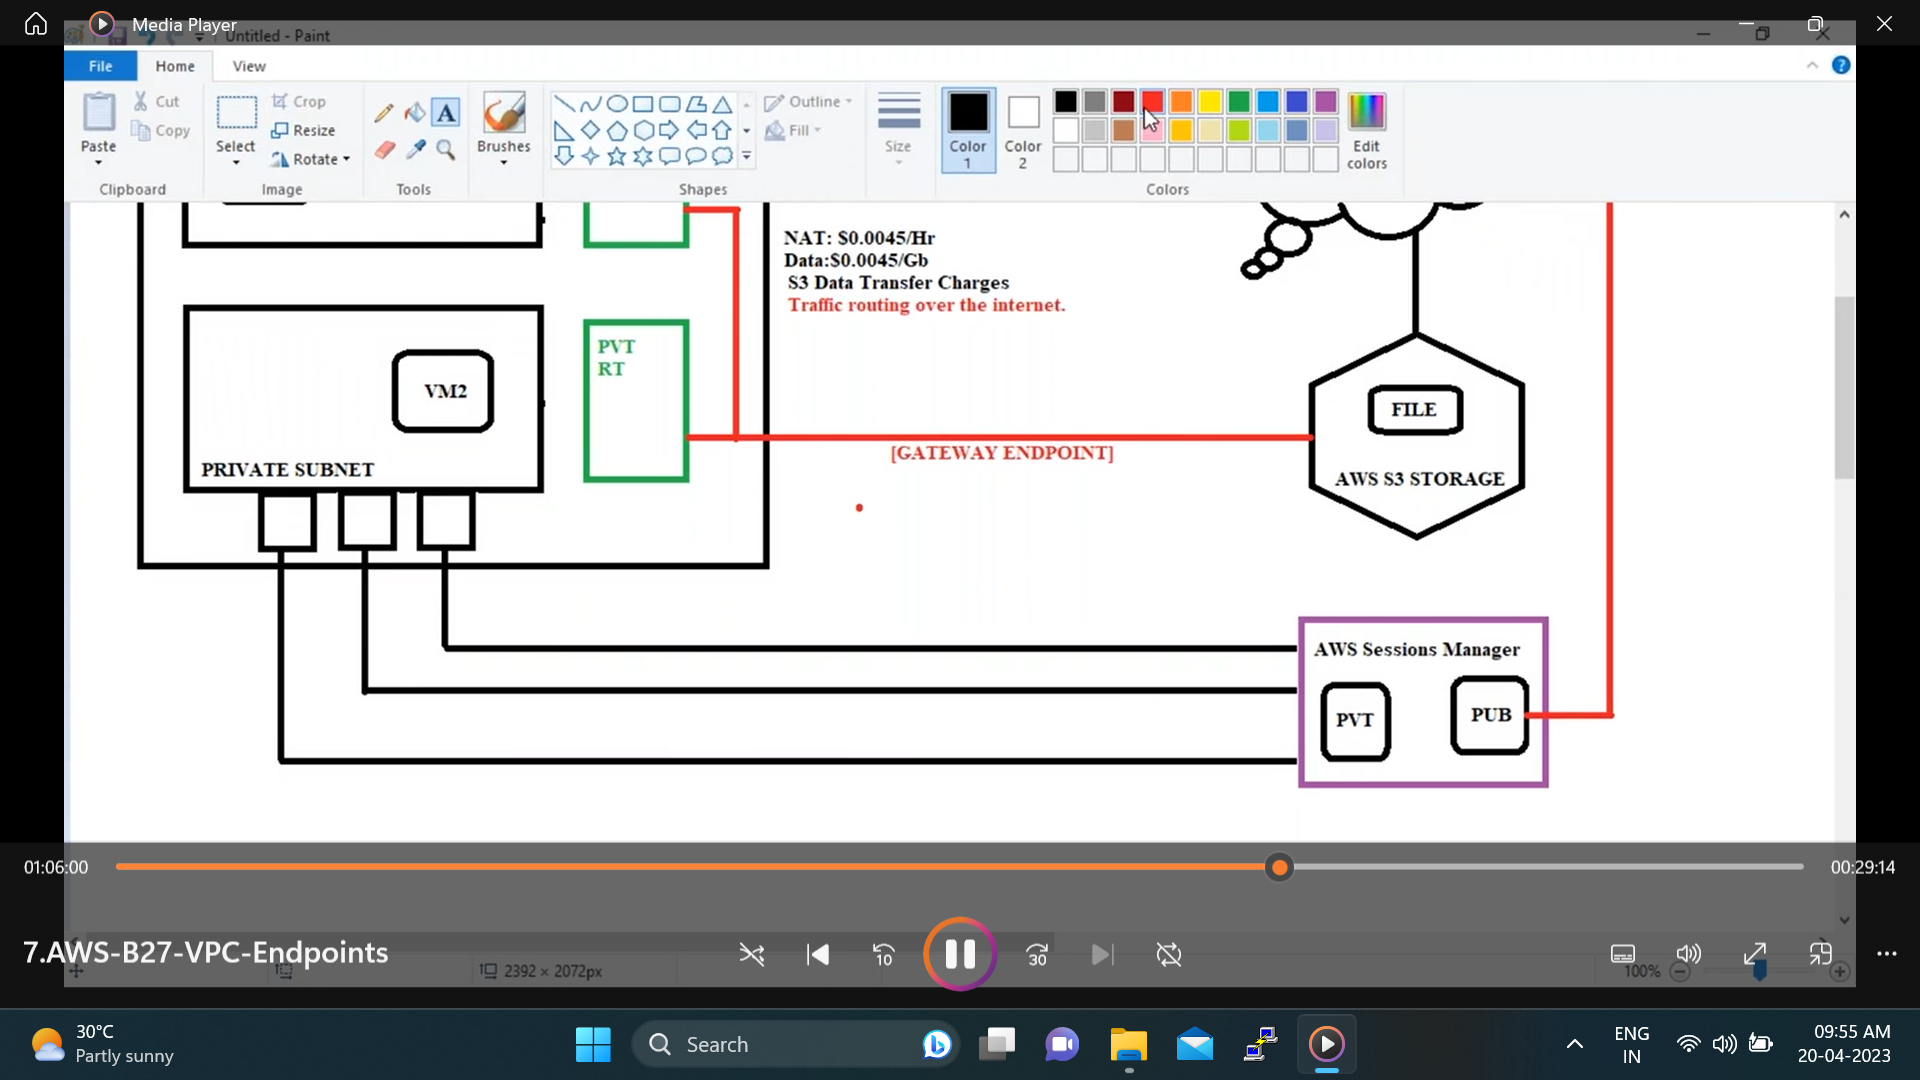 Media Player
Untitled - Paint
File
Home
View
Paste
Cut
Copy
Clipboard
Select
Crop
Resize
Rotate
Image
A
Tools
Brushes
Outline
Fill
Shapes
Size
Color
1
Color
2
Edit
colors
Colors
NAT: $0.0045/Hr
Data:$0.0045/Gb
S3 Data Transfer Charges
Traffic routing over the internet.
PVT
RT
VM2
PRIVATE SUBNET
[GATEWAY ENDPOINT]
FILE
AWS S3 STORAGE
AWS Sessions Manager
PVT
PUB
01:06:00
00:29:14
7.AWS-B27-VPC-Endpoints
10
30
2392 × 2072px
100%
30°C
Partly sunny
Search
ENG
IN
09:55 AM
20-04-2023